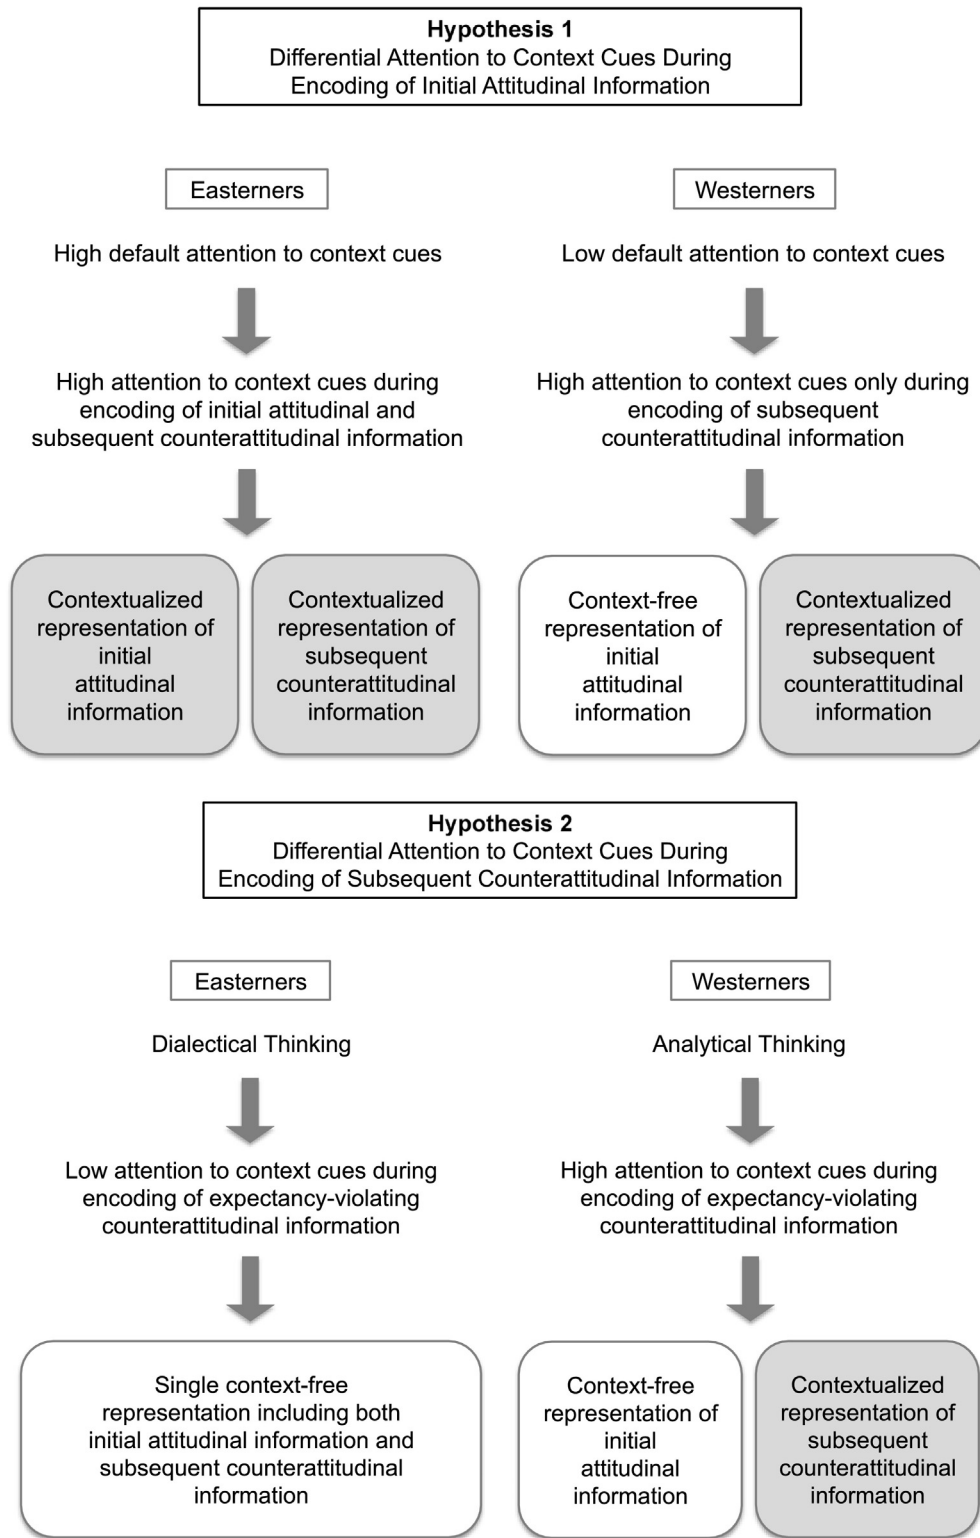 Hypothesis 1
Differential Attention to Context Cues During
Encoding of Initial Attitudinal Information
Easterners
High default attention to context cues
High attention to context cues during
encoding of initial attitudinal and
subsequent counterattitudinal information
Contextualized
representation of
initial
attitudinal
information
Contextualized
representation of
subsequent
counterattitudinal
information
Westerners
Low default attention to context cues
High attention to context cues only during
encoding of subsequent
counterattitudinal information
Context-free
representation of
initial
attitudinal
information
Contextualized
representation of
subsequent
counterattitudinal
information
Hypothesis 2
Differential Attention to Context Cues During
Encoding of Subsequent Counterattitudinal Information
Easterners
Dialectical Thinking
Low attention to context cues during
encoding of expectancy-violating
counterattitudinal information
Single context-free
representation including both
initial attitudinal information and
subsequent counterattitudinal
information
Westerners
Analytical Thinking
High attention to context cues during
encoding of expectancy-violating
counterattitudinal information
Context-free
representation of
initial
attitudinal
information
Contextualized
representation of
subsequent
counterattitudinal
information